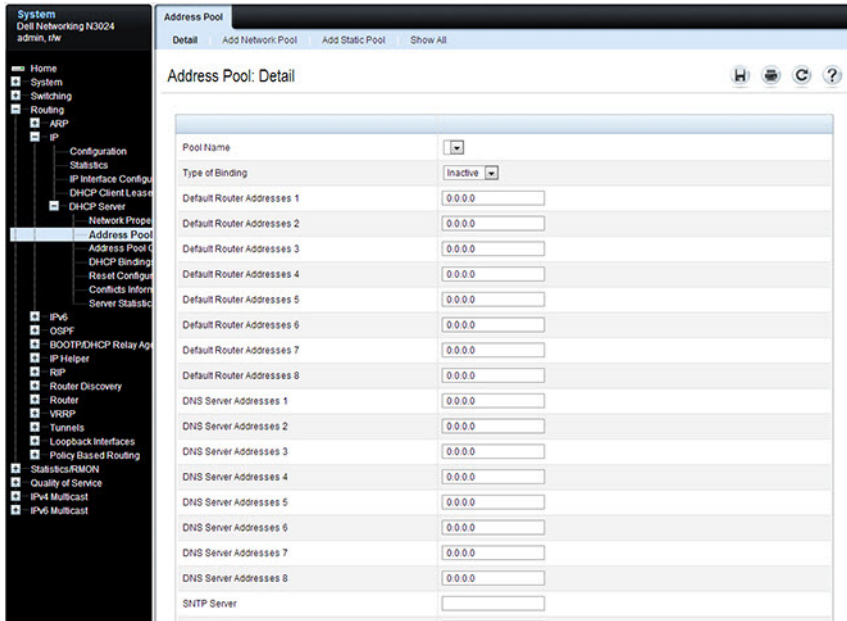 System
Dell Networking N3024
admin, r/w
Home
System
Switching
Routing
ARP
IP
Configuration
Statistics
IP Interface Configu
DHCP Client Lease
DHCP Server
Network Prope
Address Pool
Address Pool C
DHCP Binding
Reset Configur
Conflicts Inform
Server Statistic
IPv6
OSPF
BOOTP/DHCP Relay Age
IP Helper
RIP
Router Discovery
Router
VRRP
Tunnels
Loopback Interfaces
Policy Based Routing
Statistics/RMON
Quality of Service
IPv4 Multicast
IPv6 Multicast
Address Pool
Detail Add Network Pool Add Static Pool Show All
Address Pool: Detail
Pool Name
Type of Binding Inactive
Default Router Addresses 1 0.0.0.0
Default Router Addresses 2 0.0.0.0
Default Router Addresses 3 0.0.0.0
Default Router Addresses 4 0.0.0.0
Default Router Addresses 5 0.0.0.0
Default Router Addresses 6 0.0.0.0
Default Router Addresses 7 0.0.0.0
Default Router Addresses 8 0.0.0.0
DNS Server Addresses 1 0.0.0.0
DNS Server Addresses 2 0.0.0.0
DNS Server Addresses 3 0.0.0.0
DNS Server Addresses 4 0.0.0.0
DNS Server Addresses 5 0.0.0.0
DNS Server Addresses 6 0.0.0.0
DNS Server Addresses 7 0.0.0.0
DNS Server Addresses 8 0.0.0.0
SNTP Server